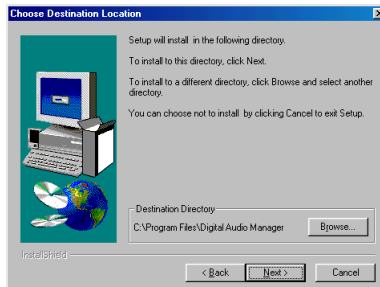 Choose Destination Location
Setup will install in the following directory.
To install to this directory, click Next.
To install to a different directory, click Browse and select another
directory.
You can choose not to install by clicking Cancel to exit Setup.
Destination Directory
C:\Program Files\Digital Audio Manager
Browse...
InstallShield
< Back
Next >
Cancel